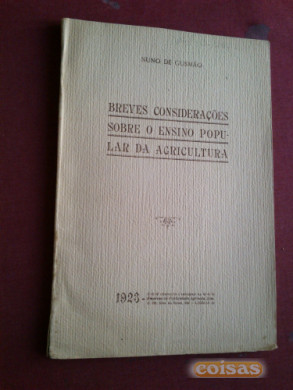 NUNO DE GUSMÃO
BREVES CONSIDERAÇÕES
SOBRE O ENSINO POPU-
LAR DA AGRICULTURA
1923
coisas